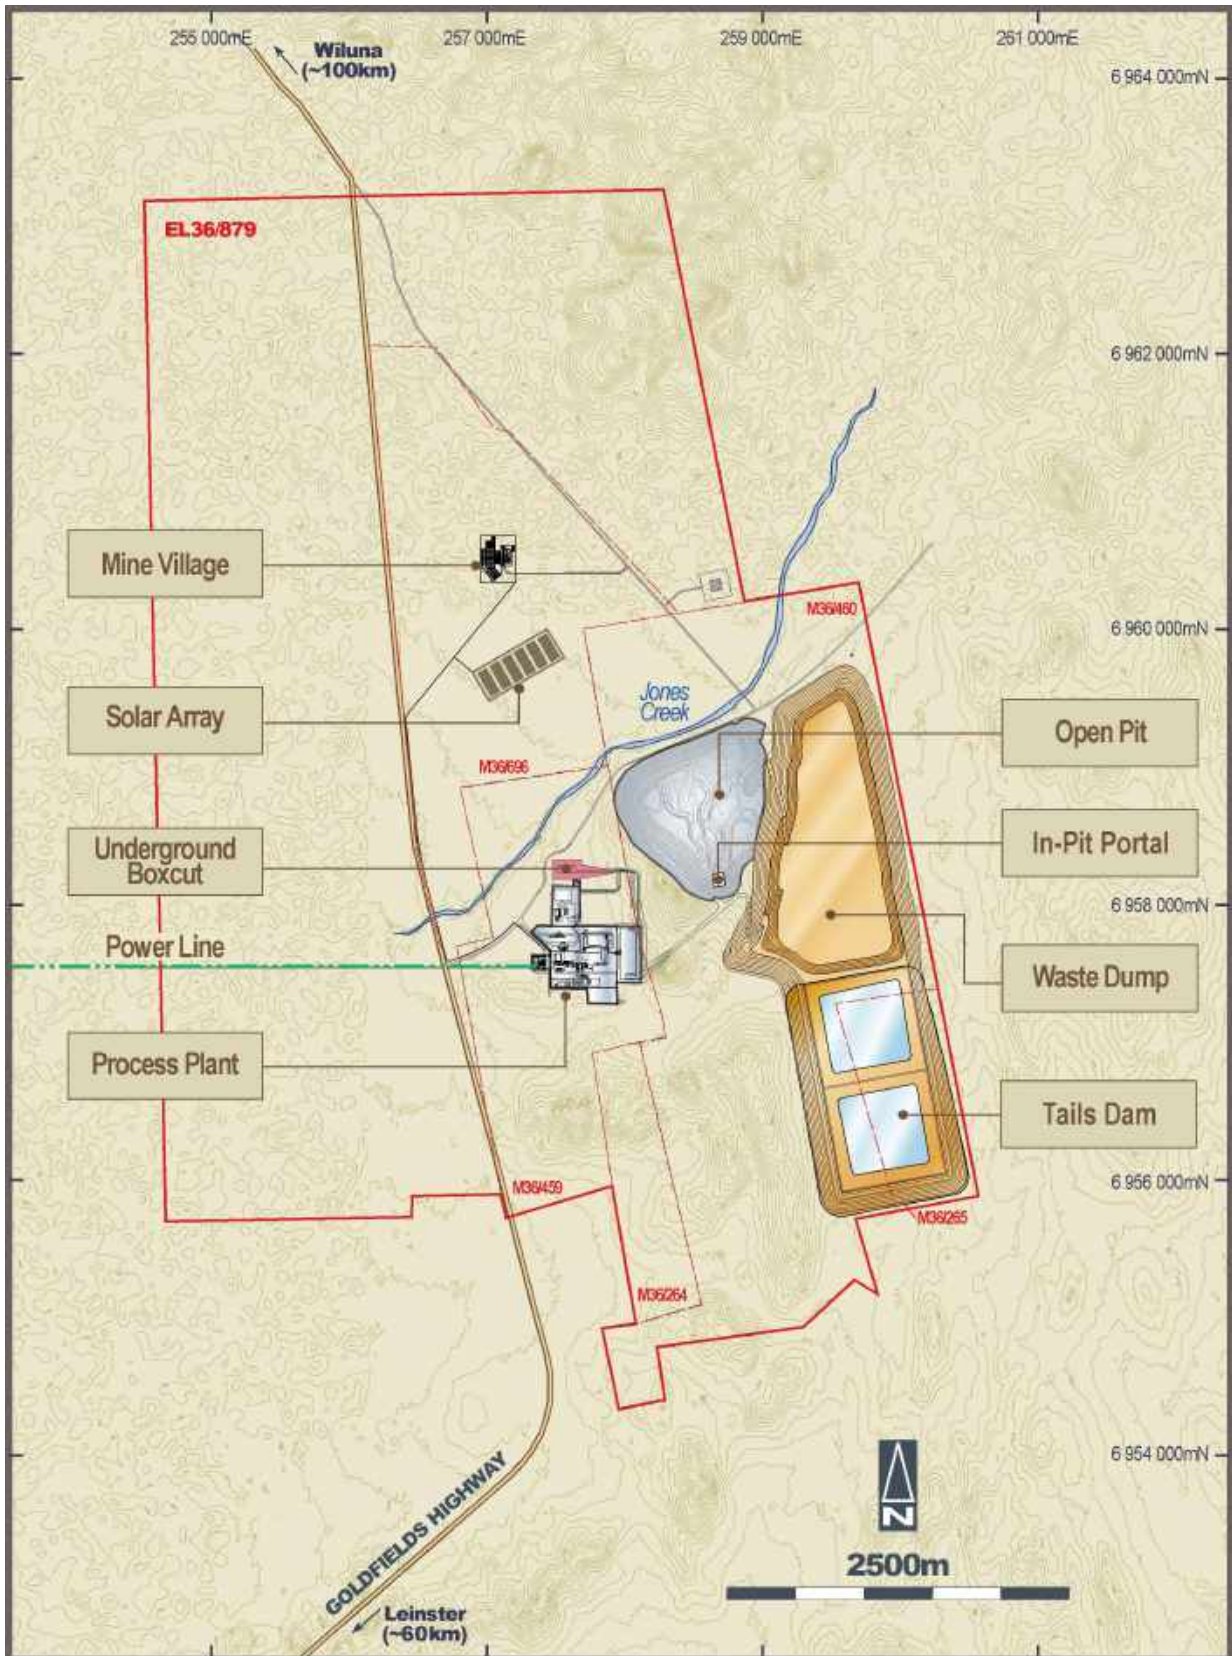 255 000mE
257 000mE
259 000mE
261 000mE
Wiluna
(~100km)
6 964 000mN
EL36/879
6 962 000mN
Mine Village
M36/460
6 960 000mN
Solar Array
Jones
Creek
Open Pit
M36/696
Underground
Boxcut
In-Pit Portal
6 958 000mN
Power Line
Waste Dump
Process Plant
Tails Dam
M36/459
6 956 000mN
M36/265
M36/264
6 954 000mN
GOLDFIELDS HIGHWAY
N
2500m
Leinster
(~60km)